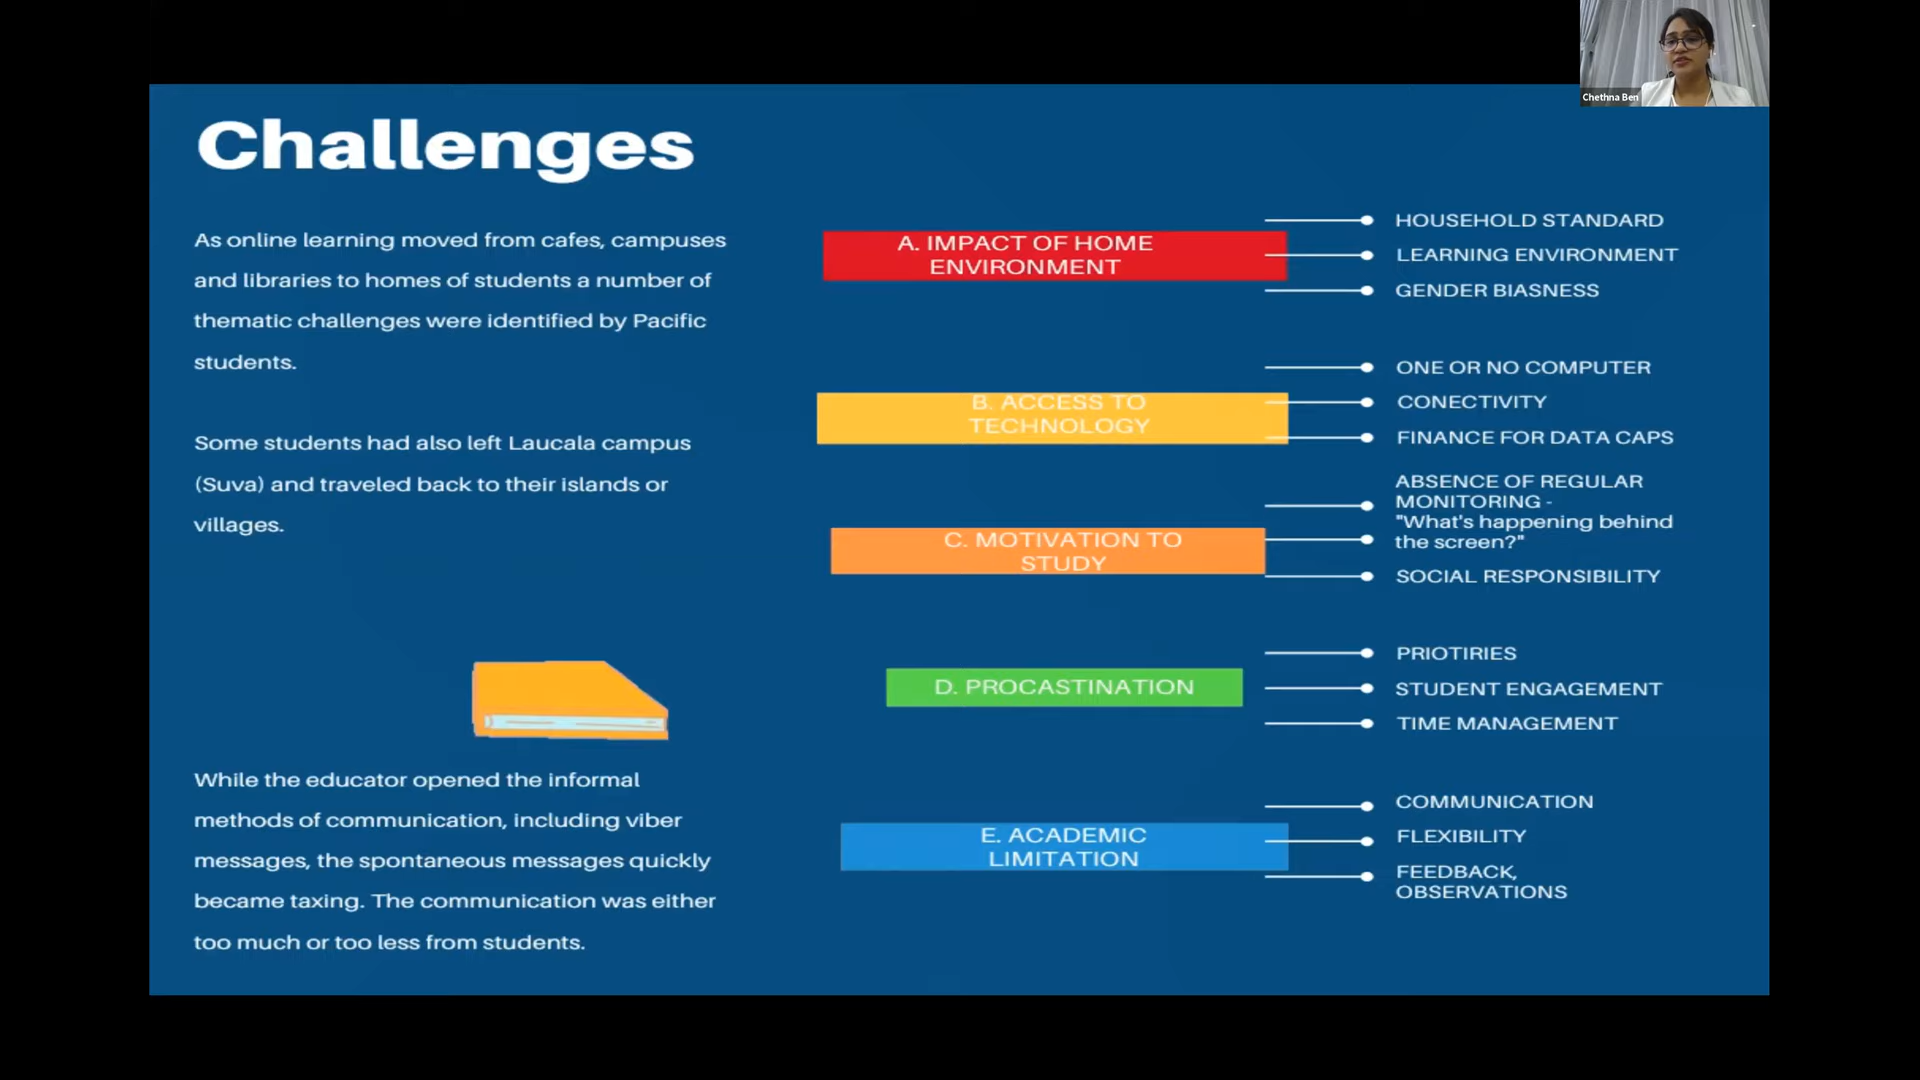 Chethna Ben
Challenges
As online learning moved from cafes, campuses
and libraries to homes of students a number of
thematic challenges were identified by Pacific
students.
Some students had also left Laucala campus
(Suva) and traveled back to their islands or
villages.
While the educator opened the informal
methods of communication, including viber
messages, the spontaneous messages quickly
became taxing. The communication was either
too much or too less from students.
A. IMPACT OF HOME
ENVIRONMENT
HOUSEHOLD STANDARD
LEARNING ENVIRONMENT
GENDER BIASNESS
B. ACCESS TO
TECHNOLOGY
ONE OR NO COMPUTER
CONECTIVITY
FINANCE FOR DATA CAPS
C. MOTIVATION TO
STUDY
ABSENCE OF REGULAR
MONITORING -
"What's happening behind
the screen?"
SOCIAL RESPONSIBILITY
D. PROCASTINATION
PRIOTIRIES
STUDENT ENGAGEMENT
TIME MANAGEMENT
E. ACADEMIC
LIMITATION
COMMUNICATION
FLEXIBILITY
FEEDBACK,
OBSERVATIONS